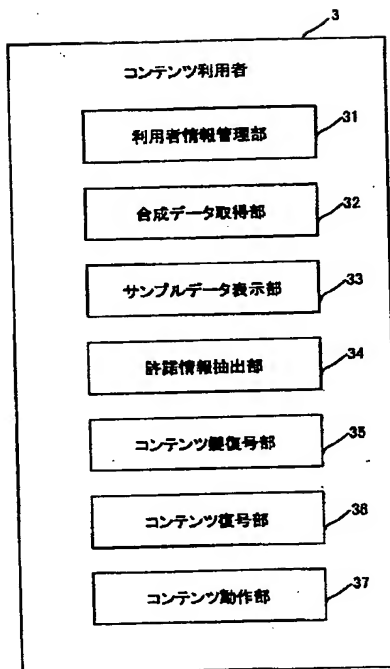 3
コンテンツ利用者
利用者情報管理部 31
合成データ取得部 32
サンプルデータ表示部 33
許諾情報抽出部 34
コンテンツ鍵復号部 35
コンテンツ復号部 36
コンテンツ動作部 37